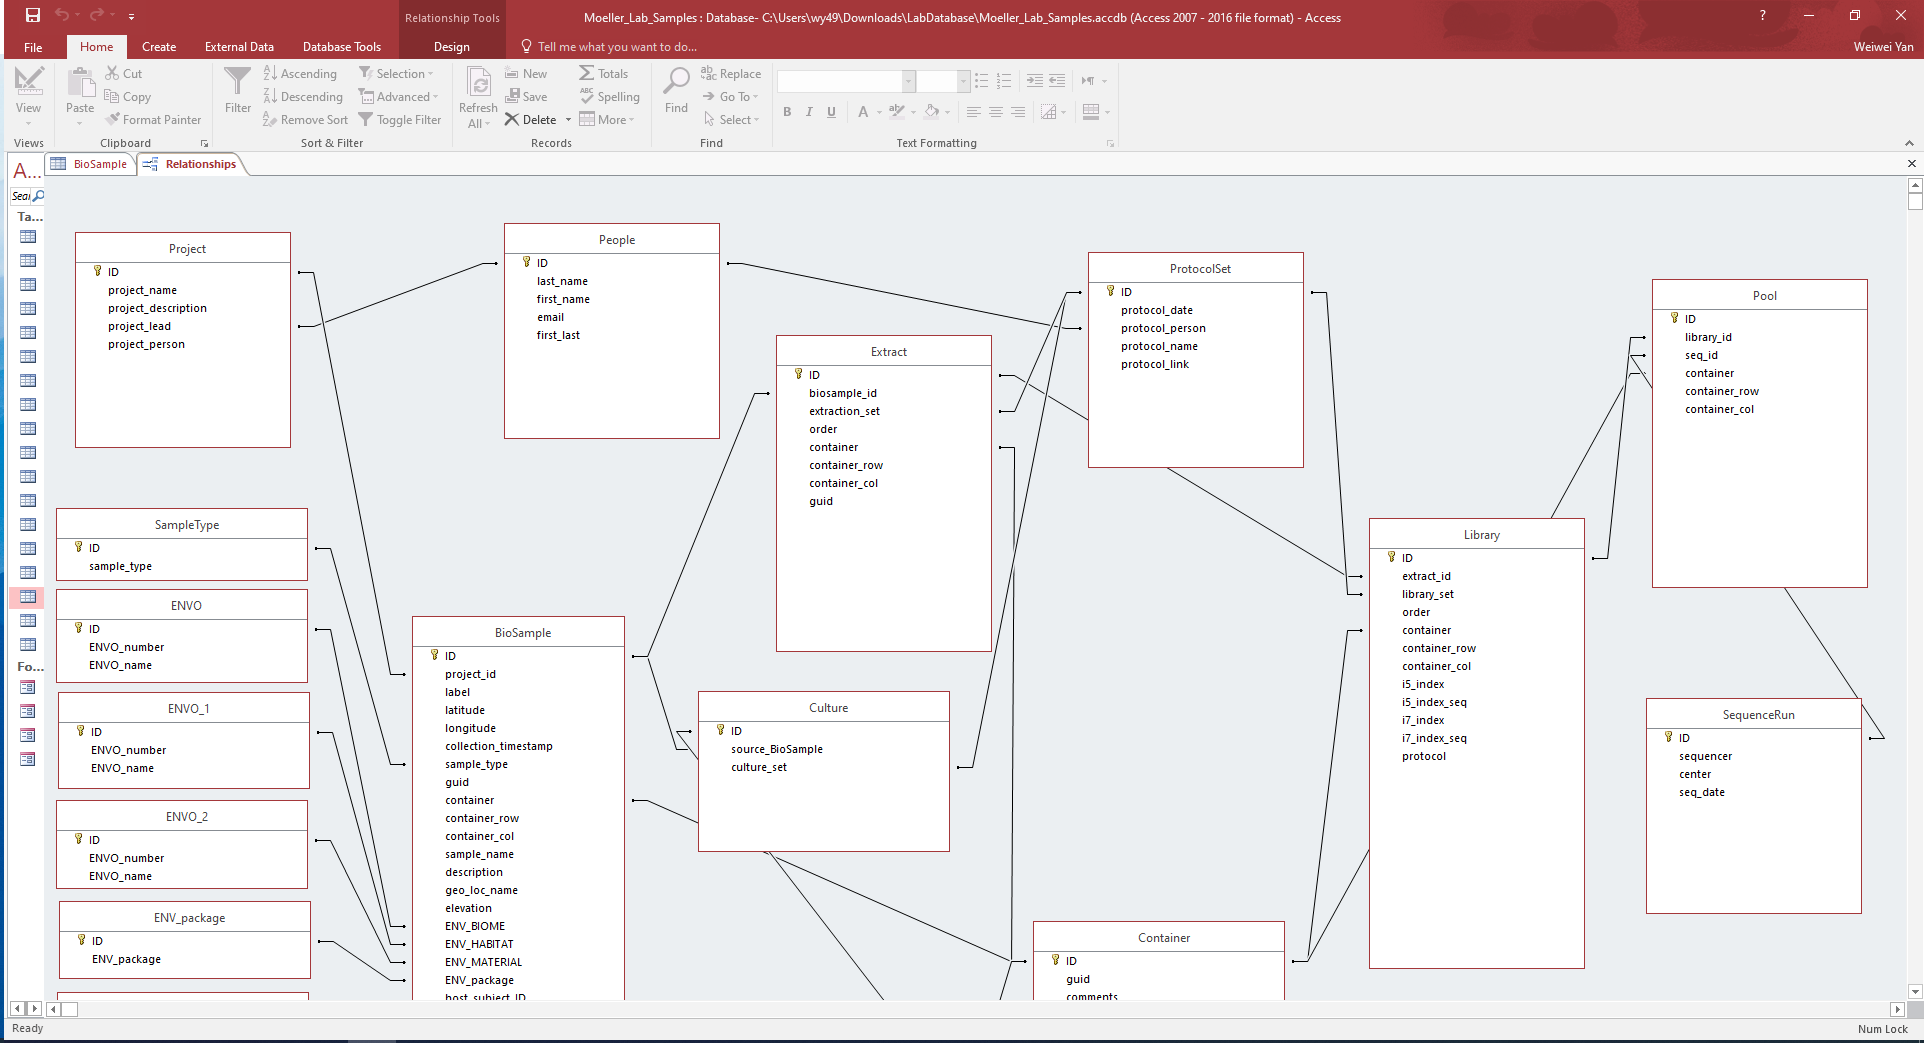 Relationship Tools
Moeller_Lab_Samples : Database- C:\Users\wy49\Downloads\LabDatabase\Moeller_Lab_Samples.accdb (Access 2007 - 2016 file format) - Access
?
File
Home
Create
External Data
Database Tools
Design
Tell me what you want to do...
Weiwei Yan
View
Paste
Cut
Copy
Format Painter
Filter
Ascending
Descending
Remove Sort
Selection
Advanced
Toggle Filter
Refresh All
New
Save
Delete
Totals
Spelling
More
Find
Replace
Go To
Select
B I U A
Views
Clipboard
Sort & Filter
Records
Find
Text Formatting
A...
BioSample
Relationships
Sear
Ta...
Fo...
Project
ID
project_name
project_description
project_lead
project_person
People
ID
last_name
first_name
email
first_last
Extract
ID
biosample_id
extraction_set
order
container
container_row
container_col
guid
ProtocolSet
ID
protocol_date
protocol_person
protocol_name
protocol_link
Pool
ID
library_id
seq_id
container
container_row
container_col
SampleType
ID
sample_type
ENVO
ID
ENVO_number
ENVO_name
ENVO_1
ID
ENVO_number
ENVO_name
ENVO_2
ID
ENVO_number
ENVO_name
ENV_package
ID
ENV_package
BioSample
ID
project_id
label
latitude
longitude
collection_timestamp
sample_type
guid
container
container_row
container_col
sample_name
description
geo_loc_name
elevation
ENV_BIOME
ENV_HABITAT
ENV_MATERIAL
ENV_package
host_subject_ID
Culture
ID
source_BioSample
culture_set
Container
ID
guid
comments
Library
ID
extract_id
library_set
order
container
container_row
container_col
i5_index
i5_index_seq
i7_index
i7_index_seq
protocol
SequenceRun
ID
sequencer
center
seq_date
Ready
Num Lock